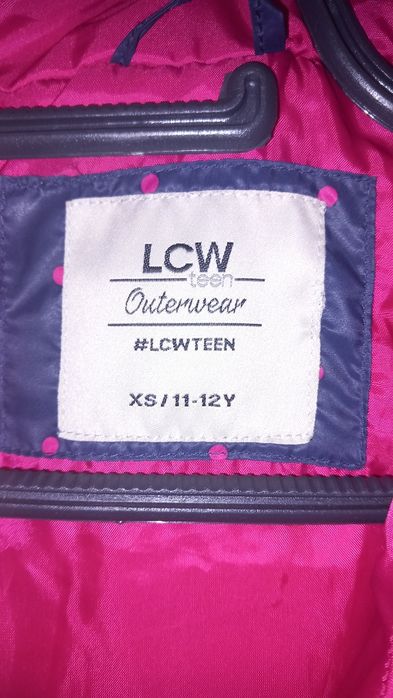 LCW
teen
Outerwear
#LCWTEEN
XS / 11-12Y